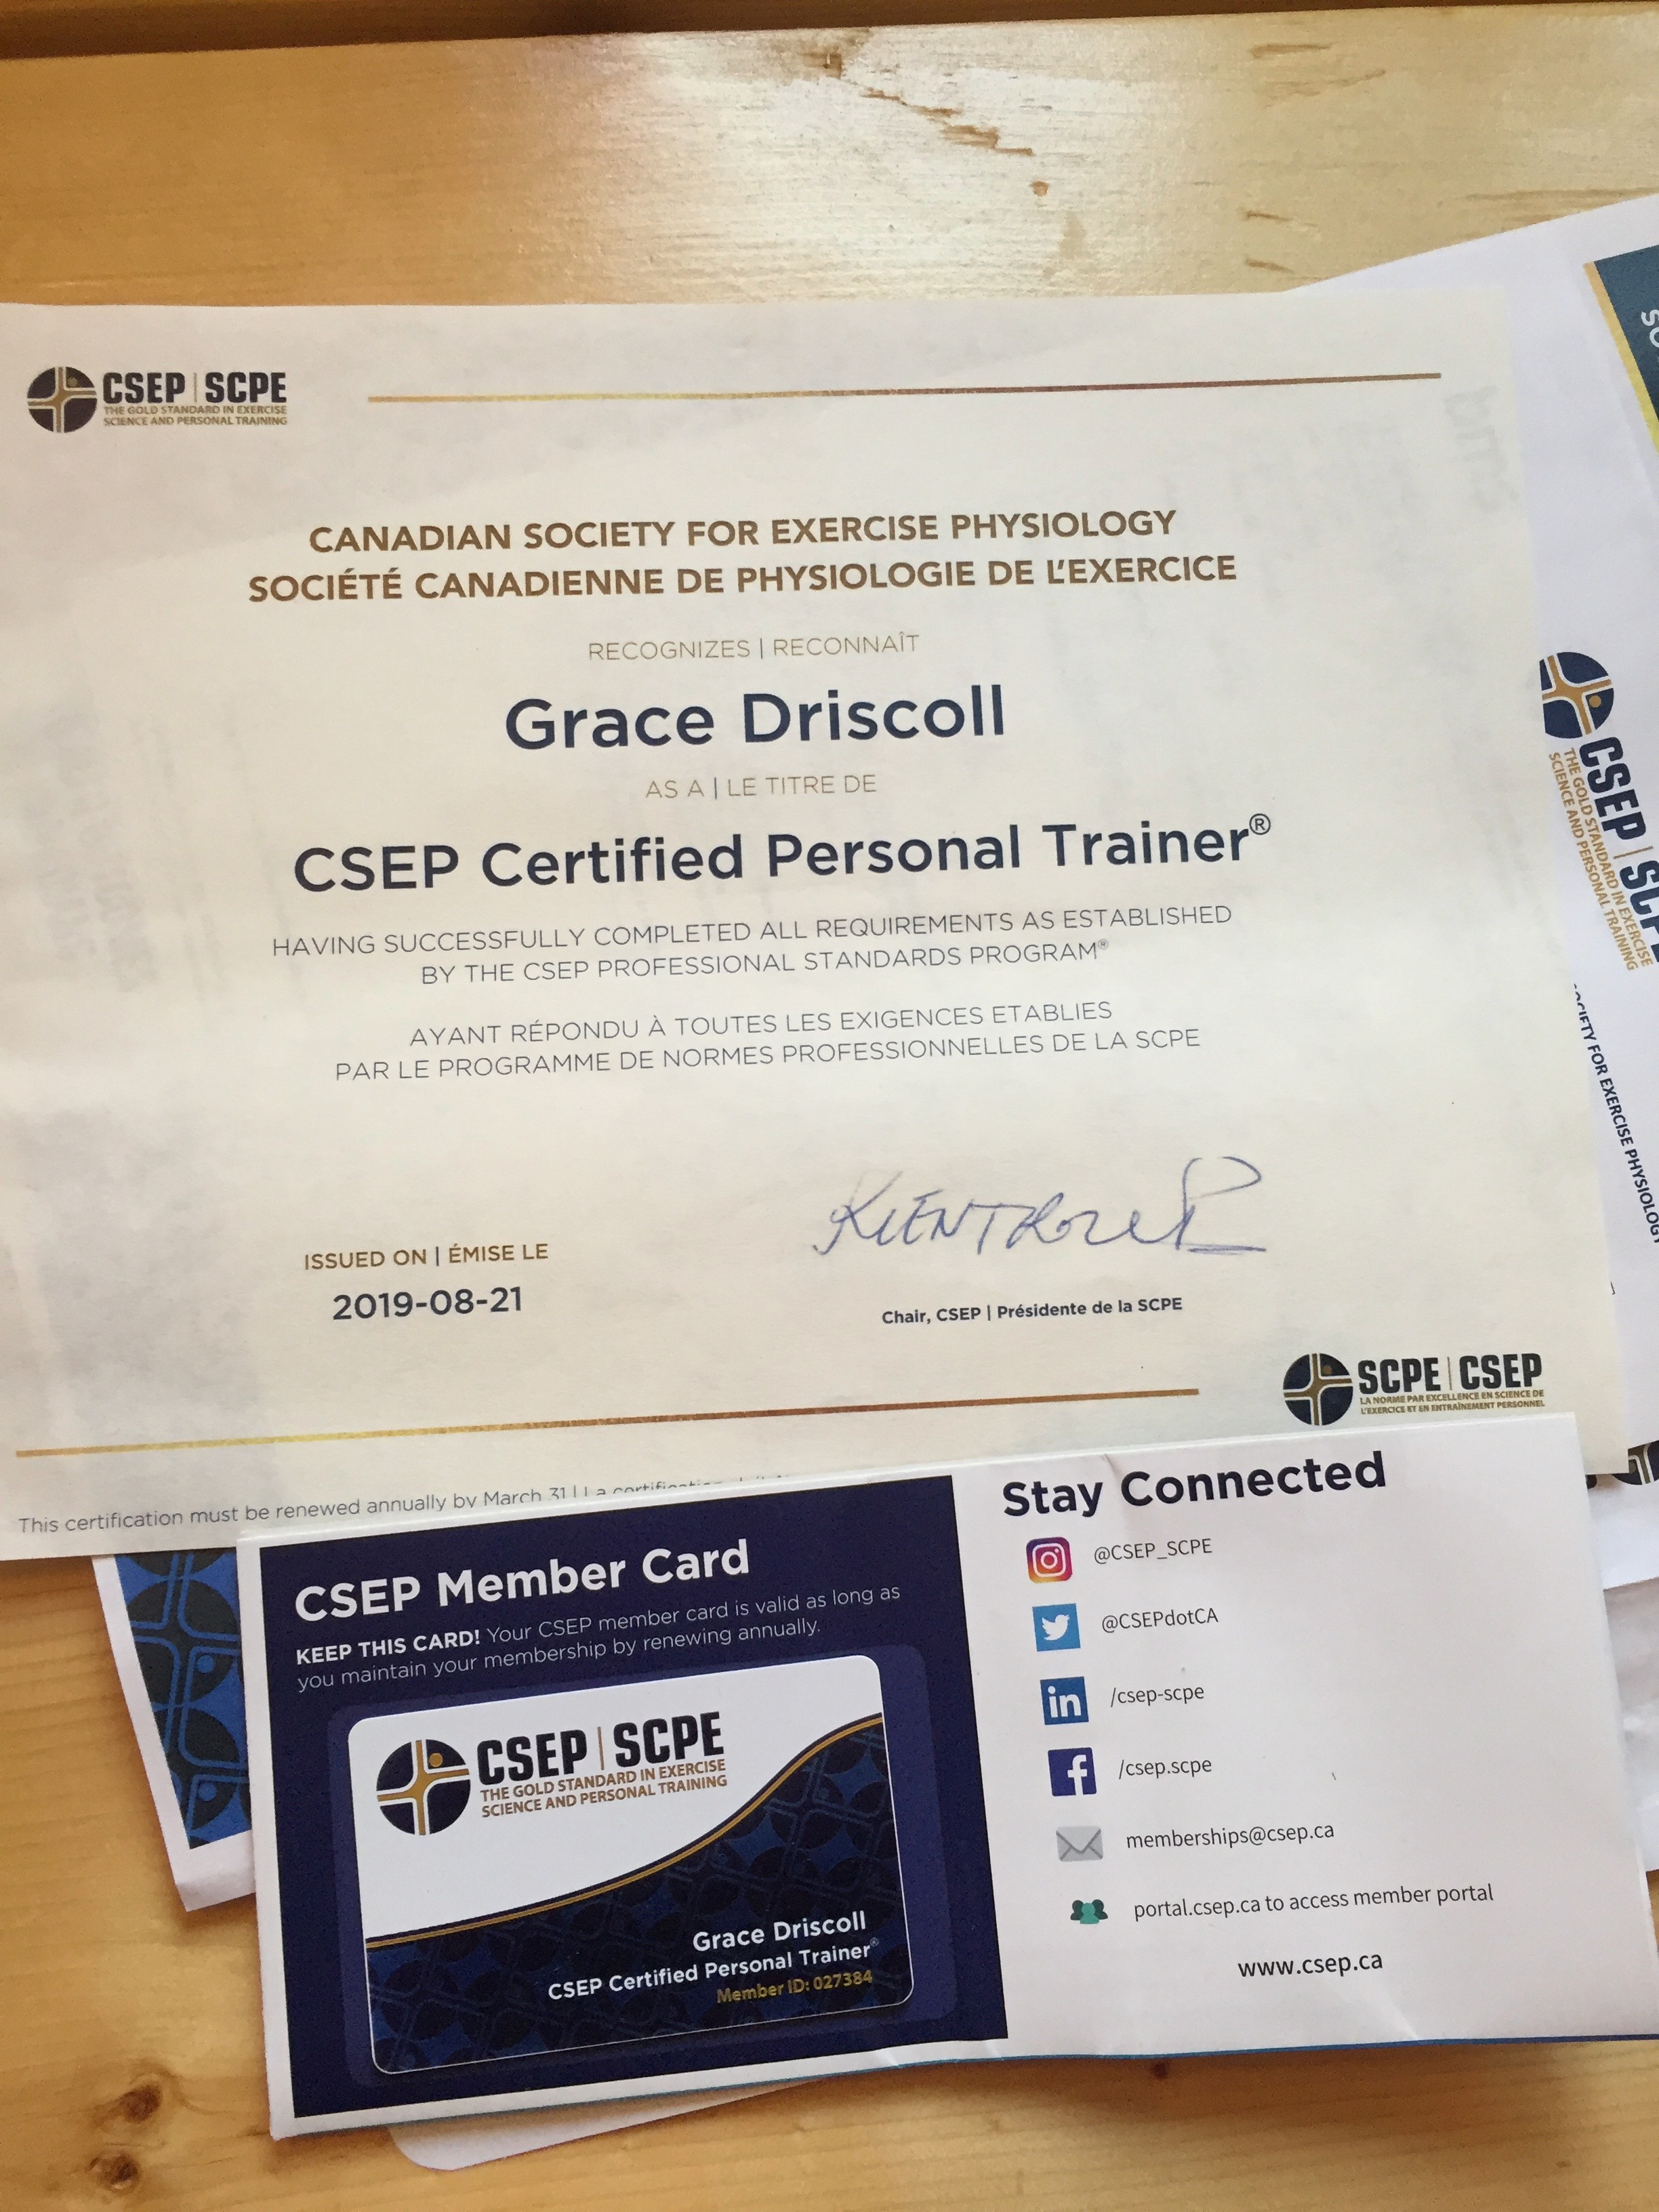 CSEP | SCPE
THE GOLD STANDARD IN EXERCISE
SCIENCE AND PERSONAL TRAINING
CANADIAN SOCIETY FOR EXERCISE PHYSIOLOGY
SOCIÉTÉ CANADIENNE DE PHYSIOLOGIE DE L'EXERCICE
RECOGNIZES | RECONNAÎT
Grace Driscoll
AS A | LE TITRE DE
CSEP Certified Personal Trainer®
HAVING SUCCESSFULLY COMPLETED ALL REQUIREMENTS AS ESTABLISHED
BY THE CSEP PROFESSIONAL STANDARDS PROGRAM®
AYANT RÉPONDU À TOUTES LES EXIGENCES ETABLIES
PAR LE PROGRAMME DE NORMES PROFESSIONNELLES DE LA SCPE
ISSUED ON | ÉMISE LE
2019-08-21
Chair, CSEP | Présidente de la SCPE
SCPE | CSEP
LA NORME PAR EXCELLENCE EN SCIENCE DE
L'EXERCICE ET EN ENTRAÎNEMENT PERSONNEL
This certification must be renewed annually by March 31 | La
CSEP | SCPE
THE GOLD STANDARD IN EXERCISE
SCIENCE AND PERSONAL TRAINING
FOR EXERCISE PHYSIOLOGY
CSEP Member Card
KEEP THIS CARD! Your CSEP member card is valid as long as
you maintain your membership by renewing annually.
CSEP | SCPE
THE GOLD STANDARD IN EXERCISE
SCIENCE AND PERSONAL TRAINING
Grace Driscoll
CSEP Certified Personal Trainer®
Member ID: 027384
Stay Connected
@CSEP_SCPE
@CSEPdotCA
in /csep-scpe
f /csep.scpe
memberships@csep.ca
portal.csep.ca to access member portal
www.csep.ca